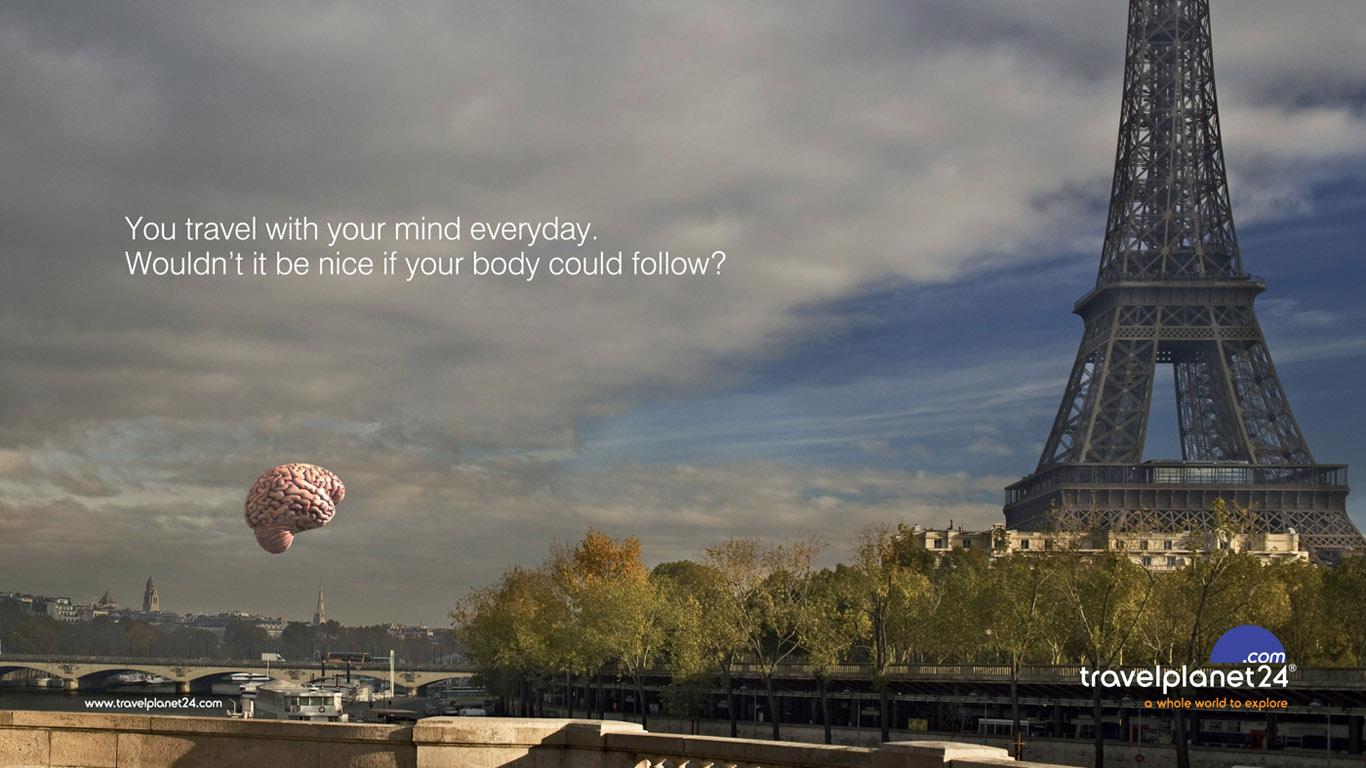 You travel with your mind everyday.
Wouldn't it be nice if your body could follow?
.com
travelplanet24®
a whole world to explore
www.travelplanet24.com